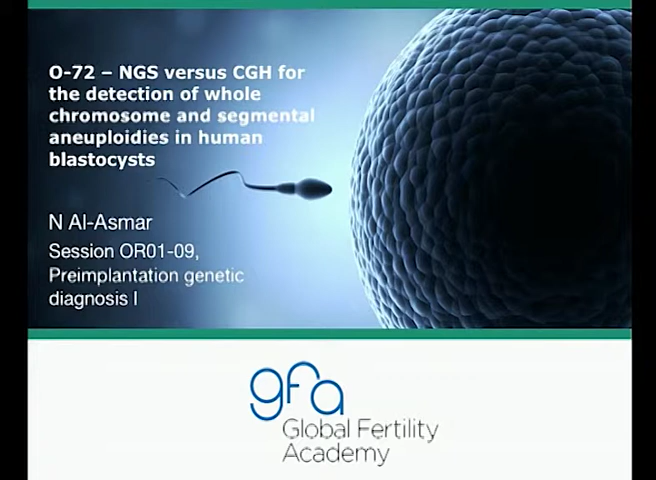 O-72 – NGS versus CGH for
the detection of whole
chromosome and segmental
aneuploidies in human
blastocysts
N Al-Asmar
Session OR01-09,
Preimplantation genetic
diagnosis I
gfa
Global Fertility
Academy